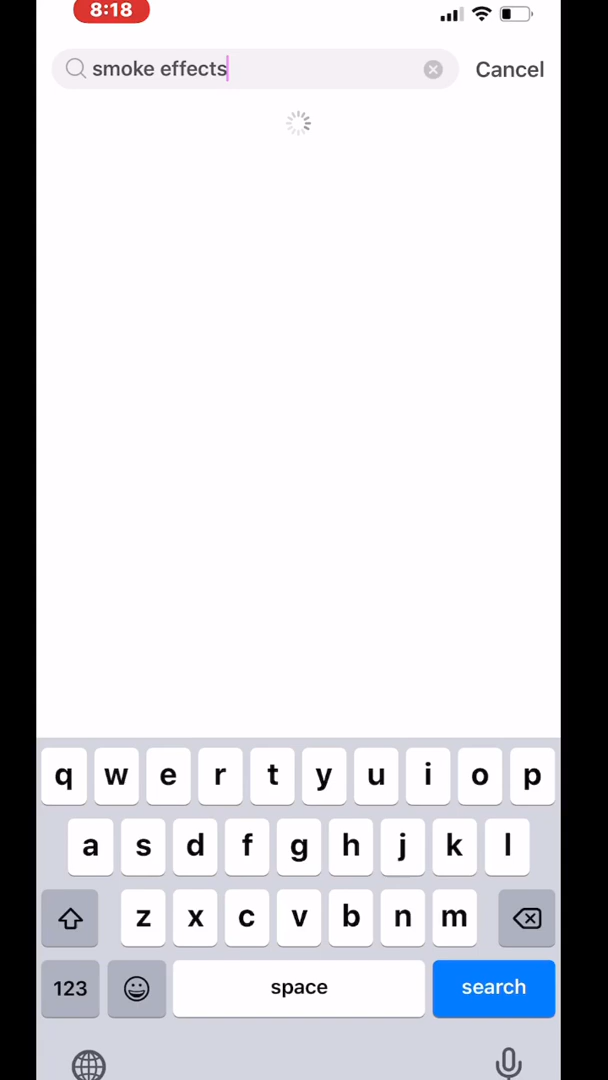 8:18
smoke effects
Cancel
q w e r t y u i o p
a s d f g h j k l
z x c v b n m
123 space search